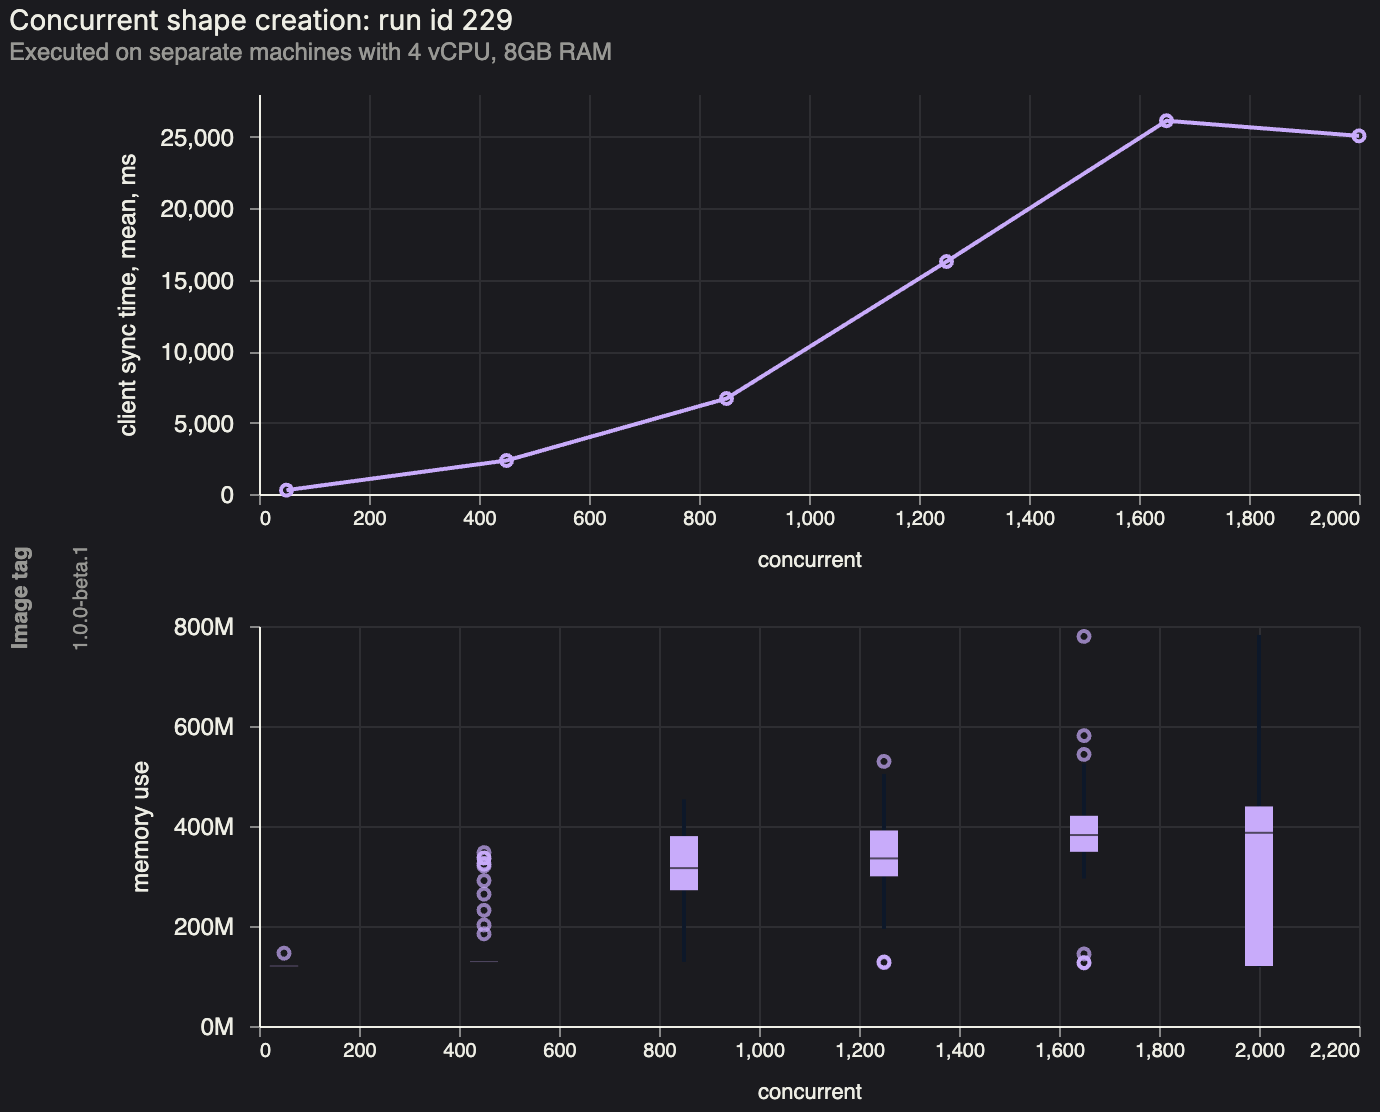 Concurrent shape creation: run id 229
Executed on separate machines with 4 vCPU, 8GB RAM
client sync time, mean, ms
25,000
20,000
15,000
10,000
5,000
0
0 200 400 600 800 1,000 1,200 1,400 1,600 1,800 2,000
concurrent
Image tag
1.0.0-beta.1
memory use
800M
600M
400M
200M
0M
0 200 400 600 800 1,000 1,200 1,400 1,600 1,800 2,000 2,200
concurrent